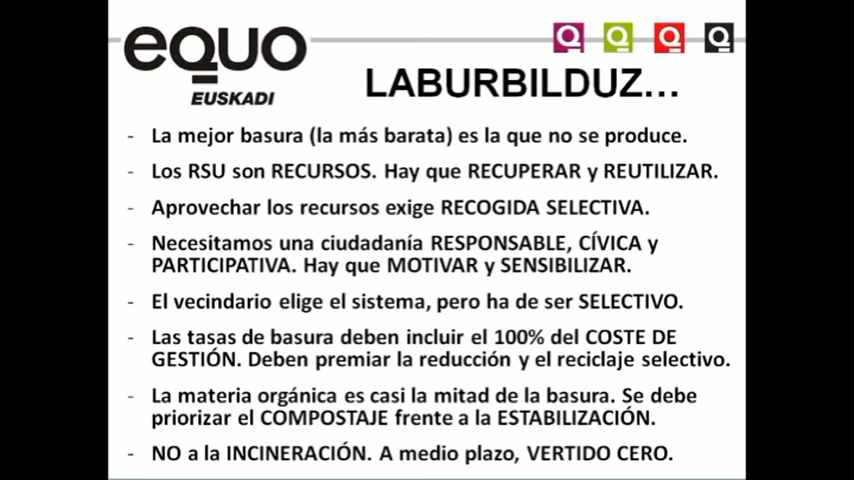 equo
EUSKADI
LABURBILDUZ...
- La mejor basura (la más barata) es la que no se produce.
- Los RSU son RECURSOS. Hay que RECUPERAR y REUTILIZAR.
- Aprovechar los recursos exige RECOGIDA SELECTIVA.
- Necesitamos una ciudadanía RESPONSABLE, CÍVICA y
PARTICIPATIVA. Hay que MOTIVAR y SENSIBILIZAR.
- El vecindario elige el sistema, pero ha de ser SELECTIVO.
- Las tasas de basura deben incluir el 100% del COSTE DE
GESTIÓN. Deben premiar la reducción y el reciclaje selectivo.
- La materia orgánica es casi la mitad de la basura. Se debe
priorizar el COMPOSTAJE frente a la ESTABILIZACIÓN.
- NO a la INCINERACIÓN. A medio plazo, VERTIDO CERO.